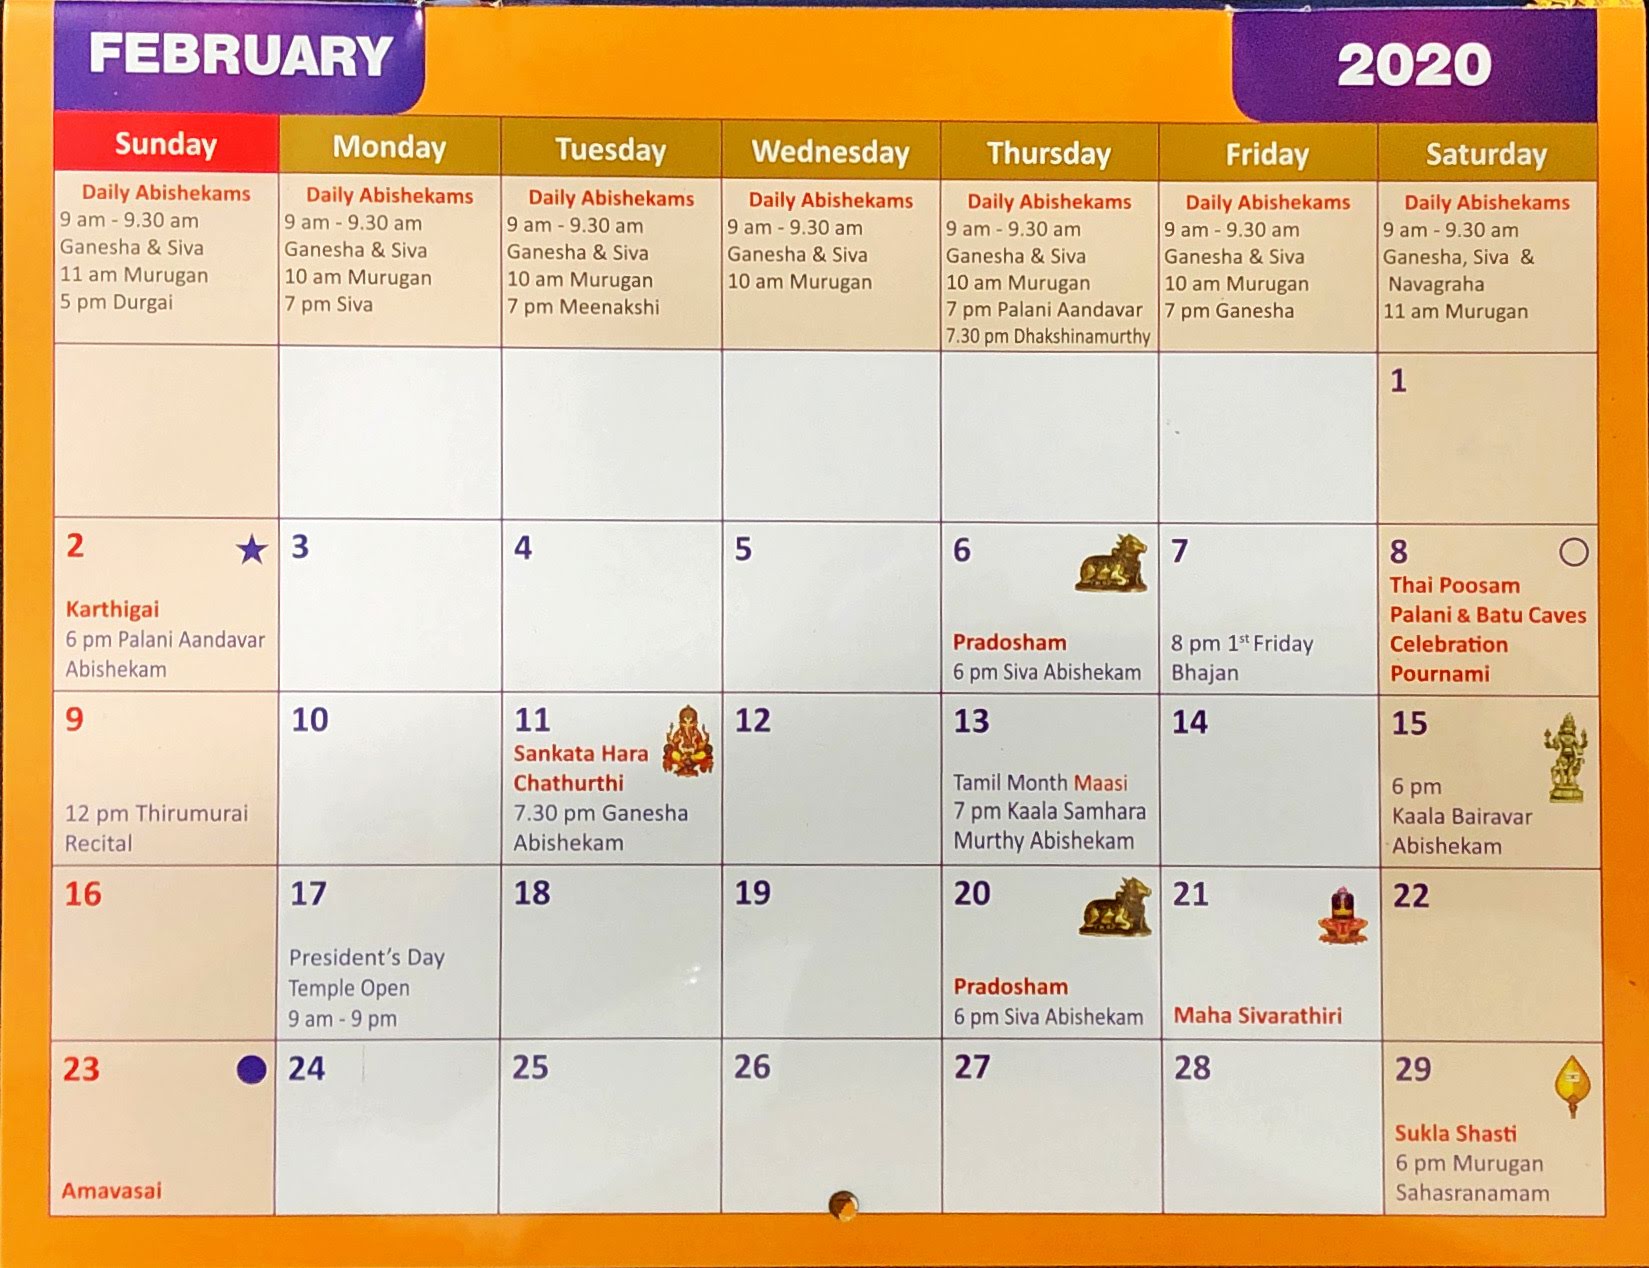 FEBRUARY
2020
Sunday
Monday
Tuesday
Wednesday
Thursday
Friday
Saturday
Daily Abishekams
9 am - 9.30 am
Ganesha & Siva
11 am Murugan
5 pm Durgai
Daily Abishekams
9 am - 9.30 am
Ganesha & Siva
10 am Murugan
7 pm Siva
Daily Abishekams
9 am - 9.30 am
Ganesha & Siva
10 am Murugan
7 pm Meenakshi
Daily Abishekams
9 am - 9.30 am
Ganesha & Siva
10 am Murugan
Daily Abishekams
9 am - 9.30 am
Ganesha & Siva
10 am Murugan
7 pm Palani Aandavar
7.30 pm Dhakshinamurthy
Daily Abishekams
9 am - 9.30 am
Ganesha & Siva
10 am Murugan
7 pm Ganesha
Daily Abishekams
9 am - 9.30 am
Ganesha, Siva &
Navagraha
11 am Murugan
1
2
Karthigai
6 pm Palani Aandavar
Abishekam
3
4
5
6
Pradosham
6 pm Siva Abishekam
7
8 pm 1st Friday
Bhajan
8
Thai Poosam
Palani & Batu Caves
Celebration
Pournami
9
12 pm Thirumurai
Recital
10
11
Sankata Hara
Chathurthi
7.30 pm Ganesha
Abishekam
12
13
Tamil Month Maasi
7 pm Kaala Samhara
Murthy Abishekam
14
15
6 pm
Kaala Bairavar
Abishekam
16
17
President’s Day
Temple Open
9 am - 9 pm
18
19
20
Pradosham
6 pm Siva Abishekam
21
Maha Sivarathiri
22
23
Amavasai
24
25
26
27
28
29
Sukla Shasti
6 pm Murugan
Sahasranamam